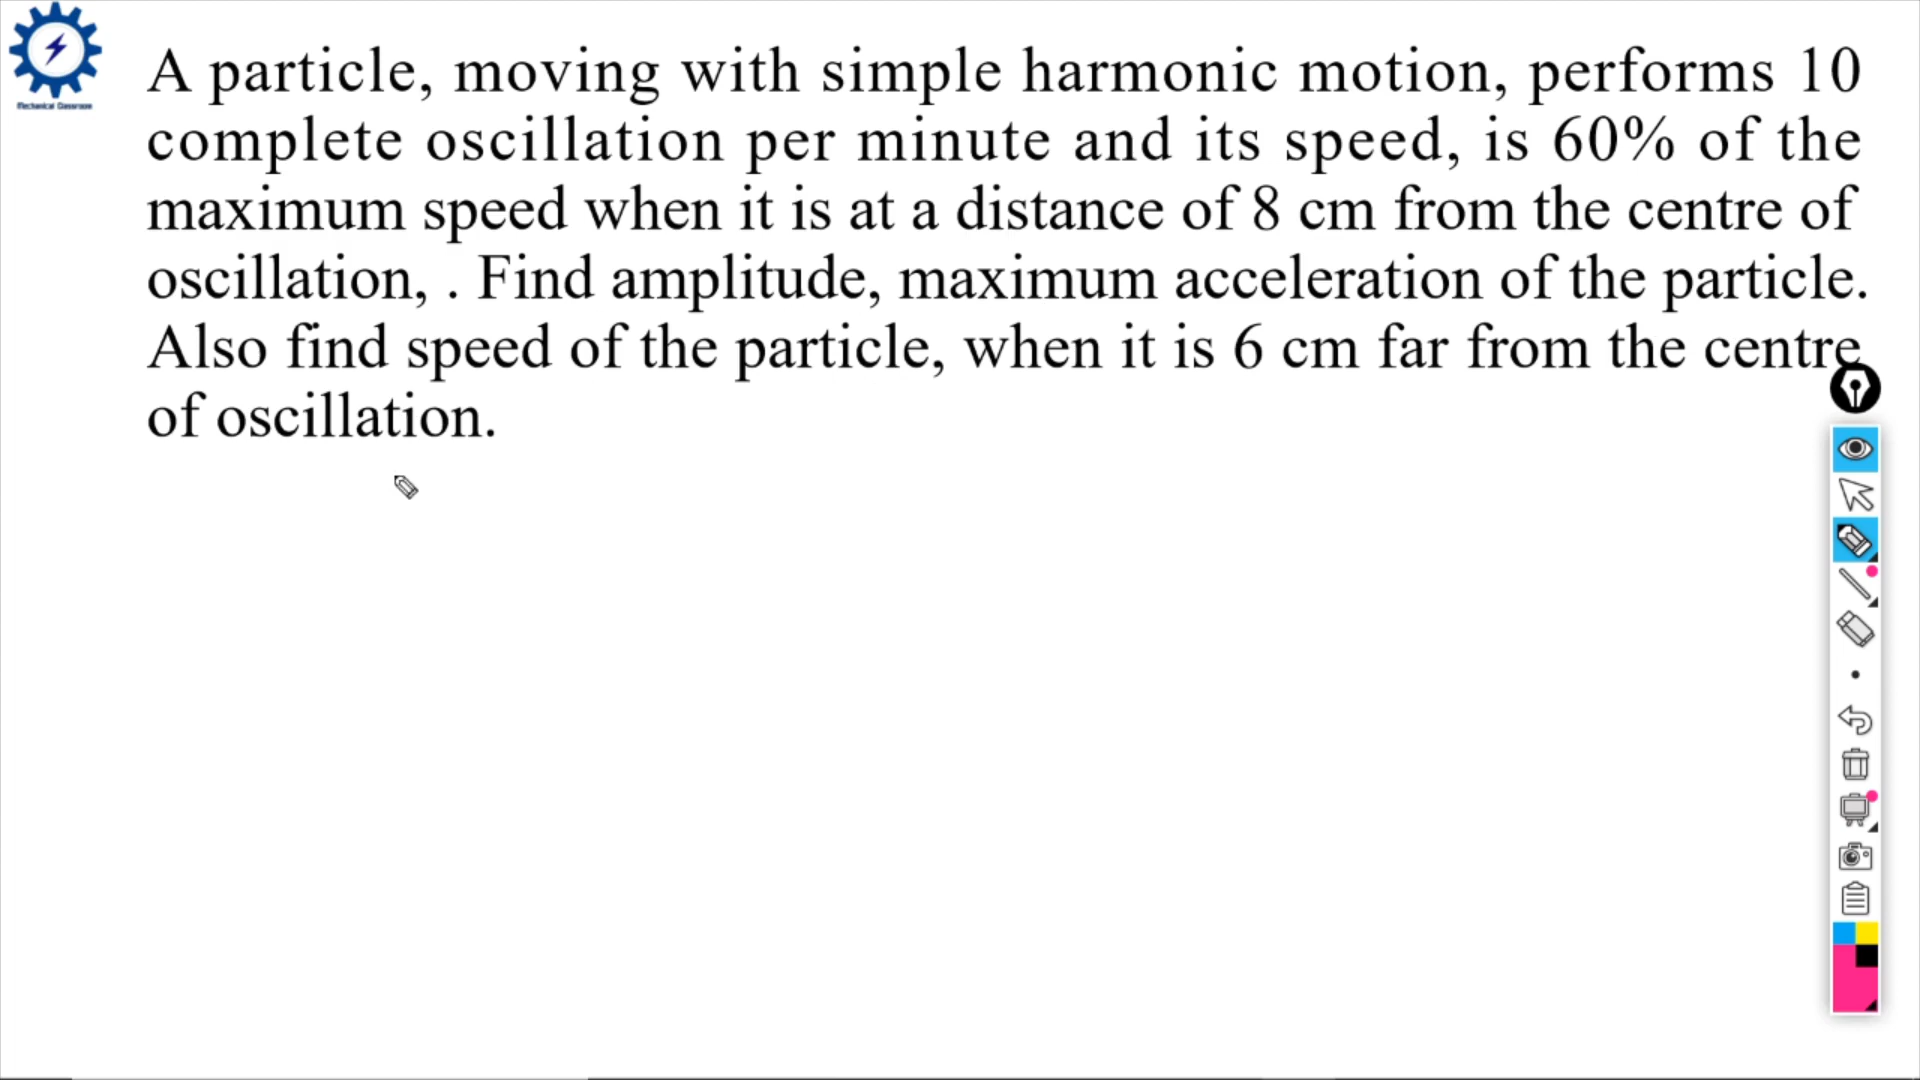 A particle, moving with simple harmonic motion, performs 10
complete oscillation per minute and its speed, is 60% of the
maximum speed when it is at a distance of 8 cm from the centre of
oscillation, . Find amplitude, maximum acceleration of the particle.
Also find speed of the particle, when it is 6 cm far from the centre
of oscillation.
Mechanical Classroom